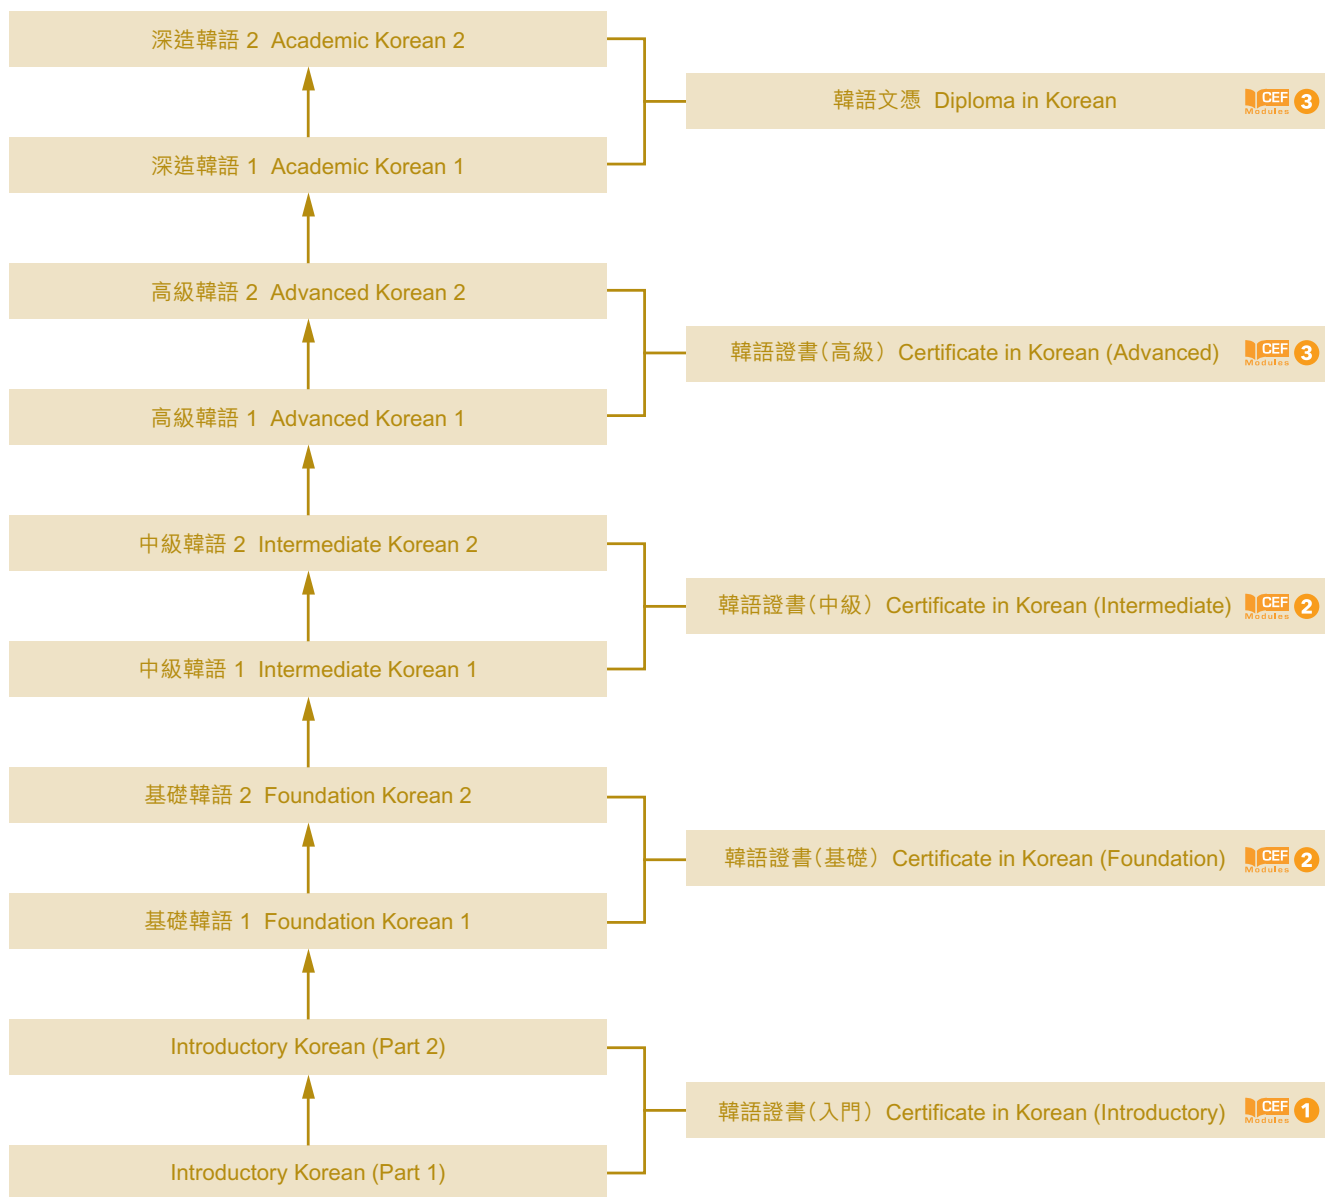 深造韓語 2 Academic Korean 2
韓語文憑 Diploma in Korean CEF Modules 3
深造韓語 1 Academic Korean 1
高級韓語 2 Advanced Korean 2
韓語證書(高級) Certificate in Korean (Advanced) CEF Modules 3
高級韓語 1 Advanced Korean 1
中級韓語 2 Intermediate Korean 2
韓語證書(中級) Certificate in Korean (Intermediate) CEF Modules 2
中級韓語 1 Intermediate Korean 1
基礎韓語 2 Foundation Korean 2
韓語證書(基礎) Certificate in Korean (Foundation) CEF Modules 2
基礎韓語 1 Foundation Korean 1
Introductory Korean (Part 2)
韓語證書(入門) Certificate in Korean (Introductory) CEF Modules 1
Introductory Korean (Part 1)